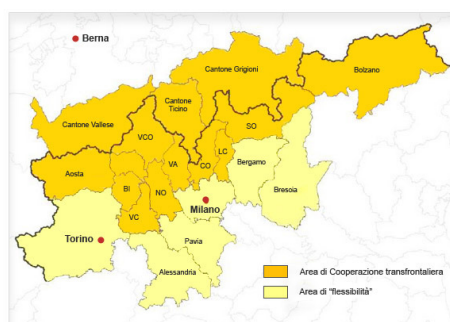 Berna
Bolzano
Cantone Grigioni
Cantone
Ticino
Cantone Vallese
VCO
SO
Aosta
VA
CO
LC
Bergamo
BI
NO
Bresoia
VC
Milano
Torino
Pavia
Alessandria
Area di Cooperazione transfrontaliera
Area di "flessibilità"